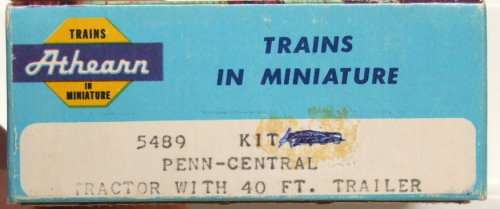 TRAINS
Athearn
IN
MINIATURE
TRAINS
IN MINIATURE
5489 KIT
PENN-CENTRAL
TRACTOR WITH 40 FT. TRAILER